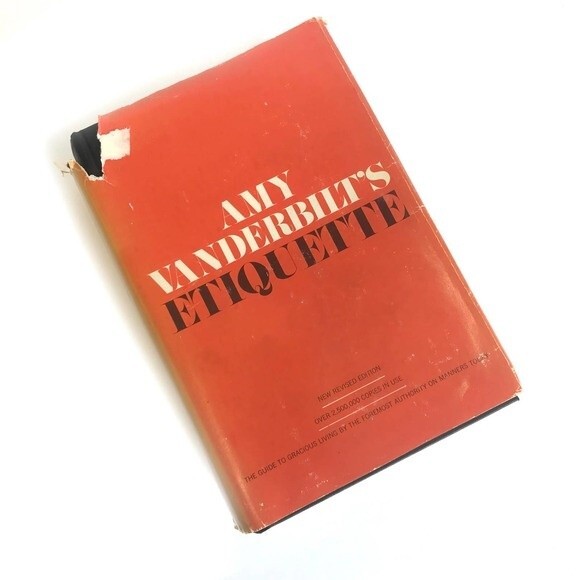 AMY
VANDERBILT'S
ETIQUETTE
NEW REVISED EDITION
OVER 2,500,000 COPIES IN USE
THE GUIDE TO GRACIOUS LIVING BY THE FOREMOST AUTHORITY ON MANNERS TODAY